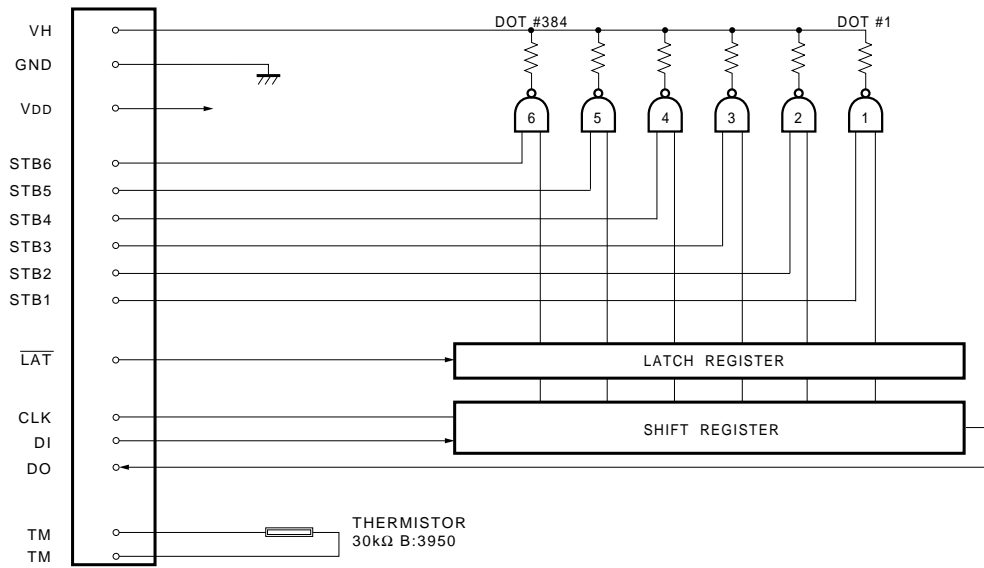 DOT #384 DOT #1
VH
GND
VDD
6 5 4 3 2 1
STB6
STB5
STB4
STB3
STB2
STB1
LAT
LATCH REGISTER
CLK
SHIFT REGISTER
DI
DO
THERMISTOR
30kΩ B:3950
TM
TM